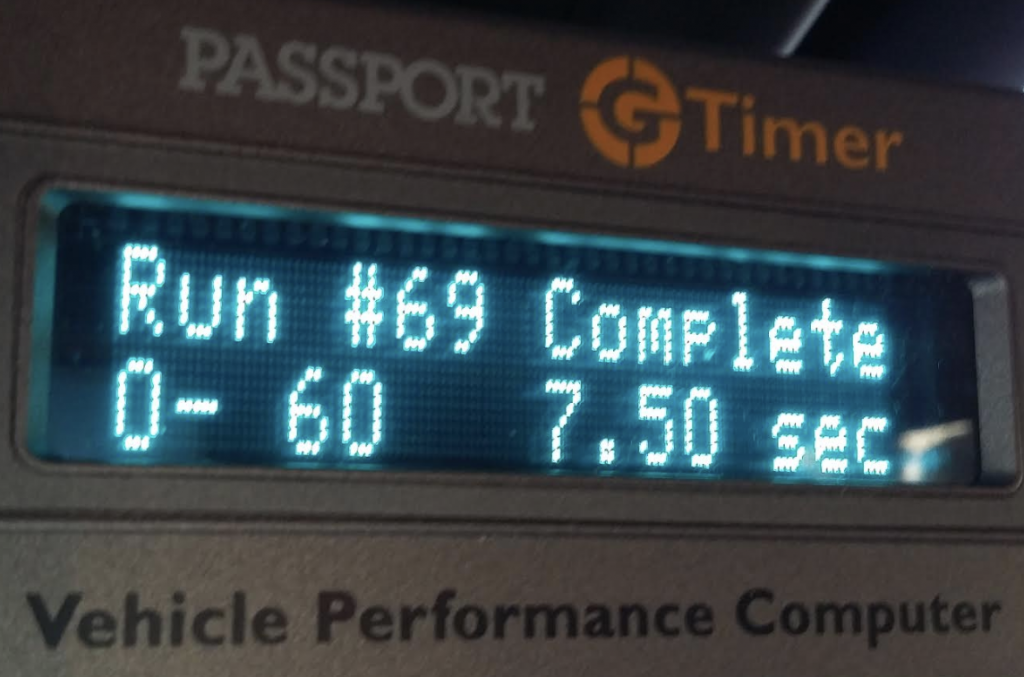 PASSPORT G Timer
Run #69 Complete
0- 60 7.50 sec
Vehicle Performance Computer